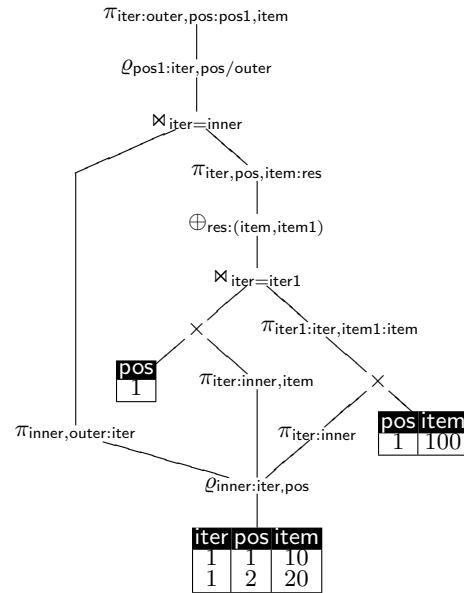 π iter:outer,pos:pos1,item
ϱ pos1:iter,pos/outer
⋈ iter=inner
π iter,pos,item:res
⊕ res:(item,item1)
⋈ iter=iter1
× π iter1:iter,item1:item
pos
1
π iter:inner,item ×
π inner,outer:iter π iter:inner
pos item
1 100
ϱ inner:iter,pos
iter pos item
1 1 10
1 2 20